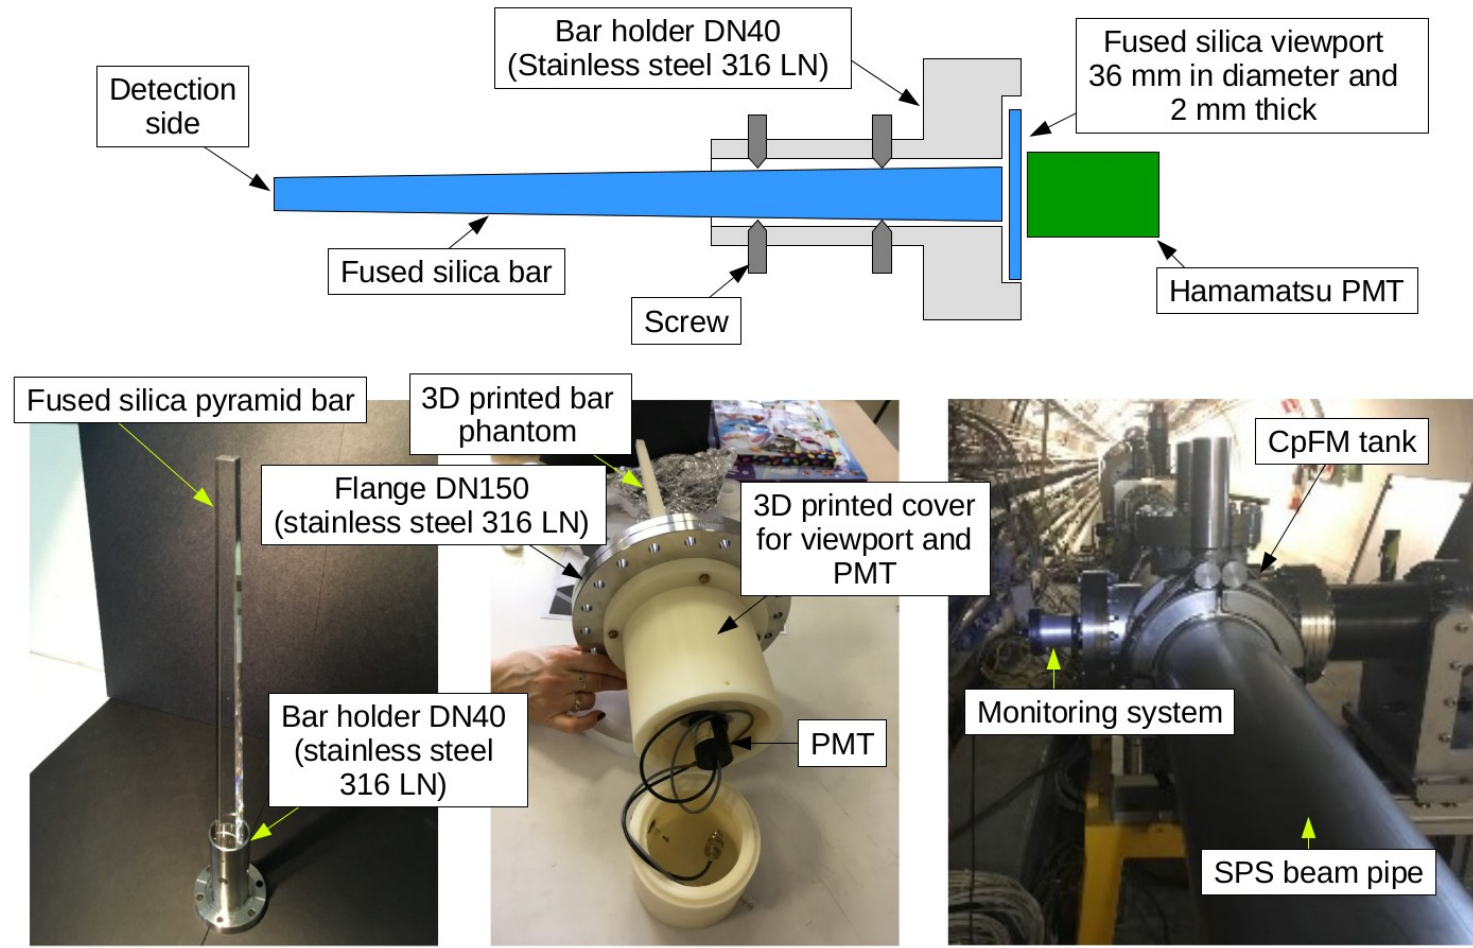 Bar holder DN40
(Stainless steel 316 LN)
Fused silica viewport
36 mm in diameter and
2 mm thick
Detection
side
Fused silica bar
Screw
Hamamatsu PMT
Fused silica pyramid bar
3D printed bar
phantom
CpFM tank
Flange DN150
(stainless steel 316 LN)
3D printed cover
for viewport and
PMT
Bar holder DN40
(stainless steel
316 LN)
PMT
Monitoring system
SPS beam pipe